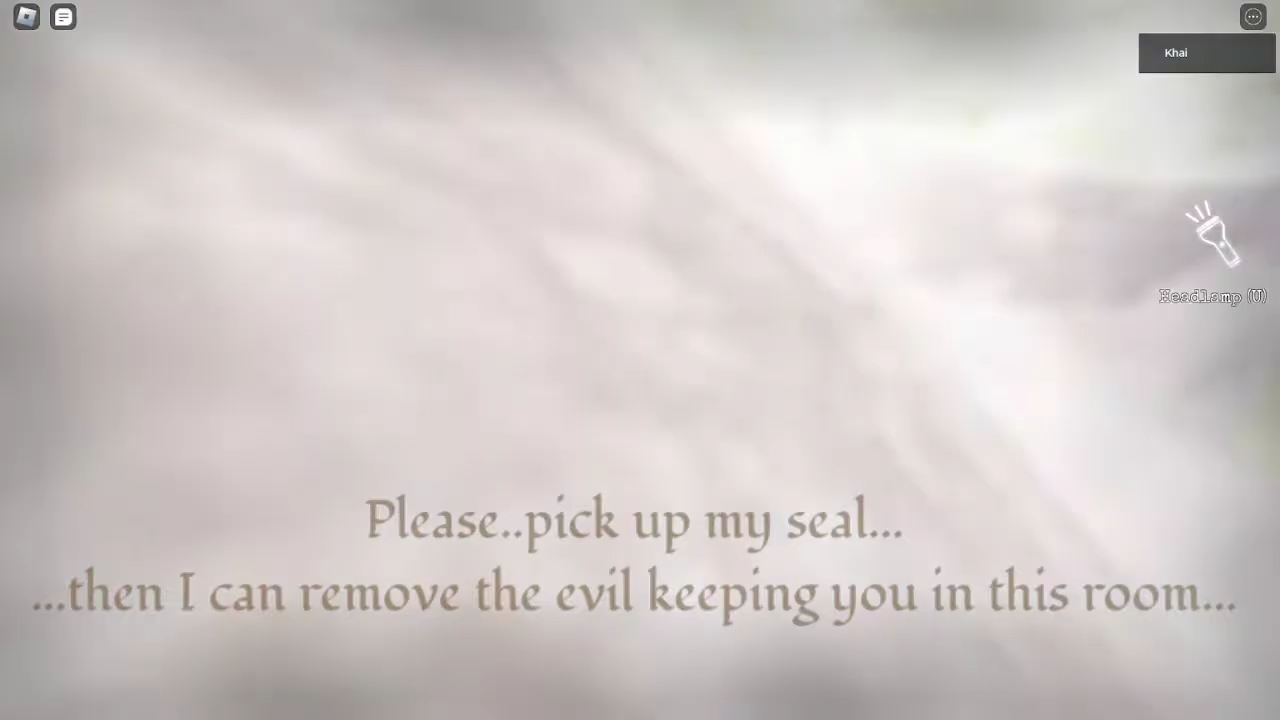 Khai
Headlamp (U)
Please..pick up my seal...
...then I can remove the evil keeping you in this room...